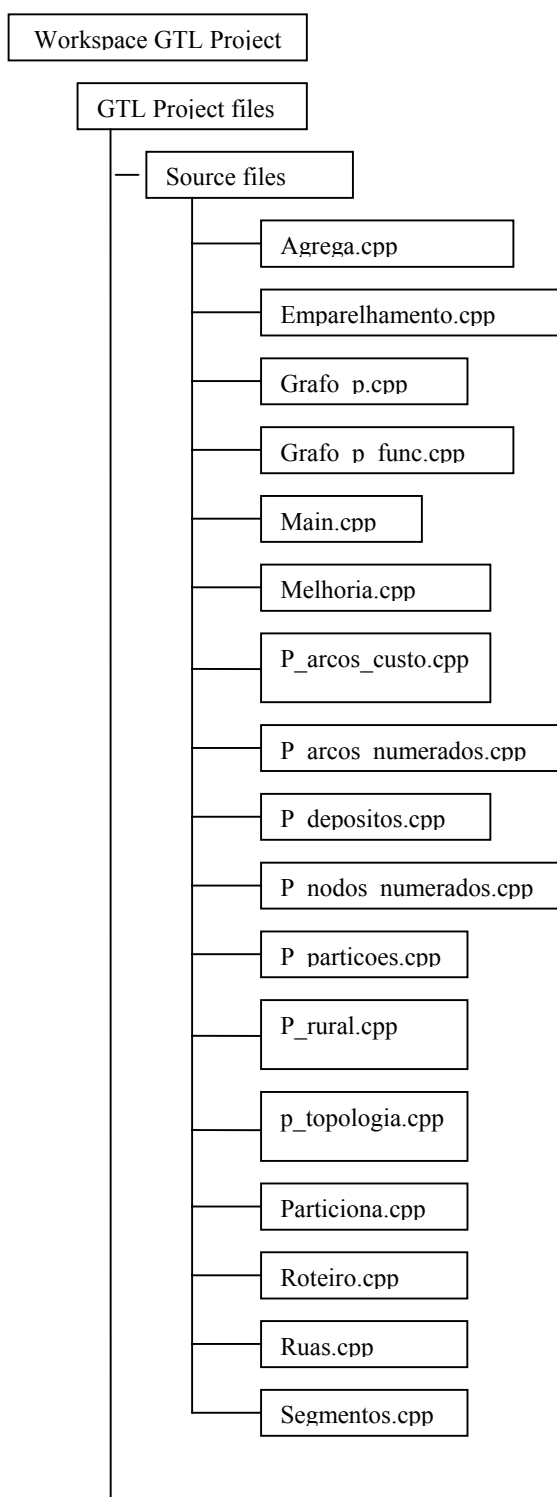 Workspace GTL Project
GTL Project files
Source files
Agrega.cpp
Emparelhamento.cpp
Grafo_p.cpp
Grafo_p_func.cpp
Main.cpp
Melhoria.cpp
P_arcos_custo.cpp
P_arcos_numerados.cpp
P_depositos.cpp
P_nodos_numerados.cpp
P_particoes.cpp
P_rural.cpp
p_topologia.cpp
Particiona.cpp
Roteiro.cpp
Ruas.cpp
Segmentos.cpp